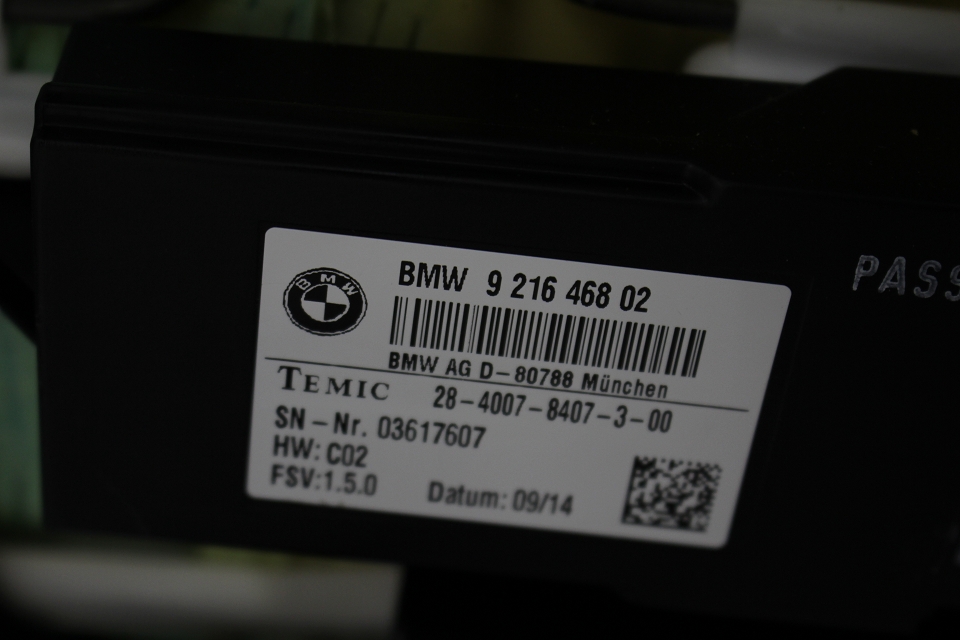 BMW
BMW 9 216 468 02
BMW AG D-80788 München
TEMIC 28-4007-8407-3-00
SN-Nr. 03617607
HW: C02
FSV:1.5.0 Datum: 09/14
PASS